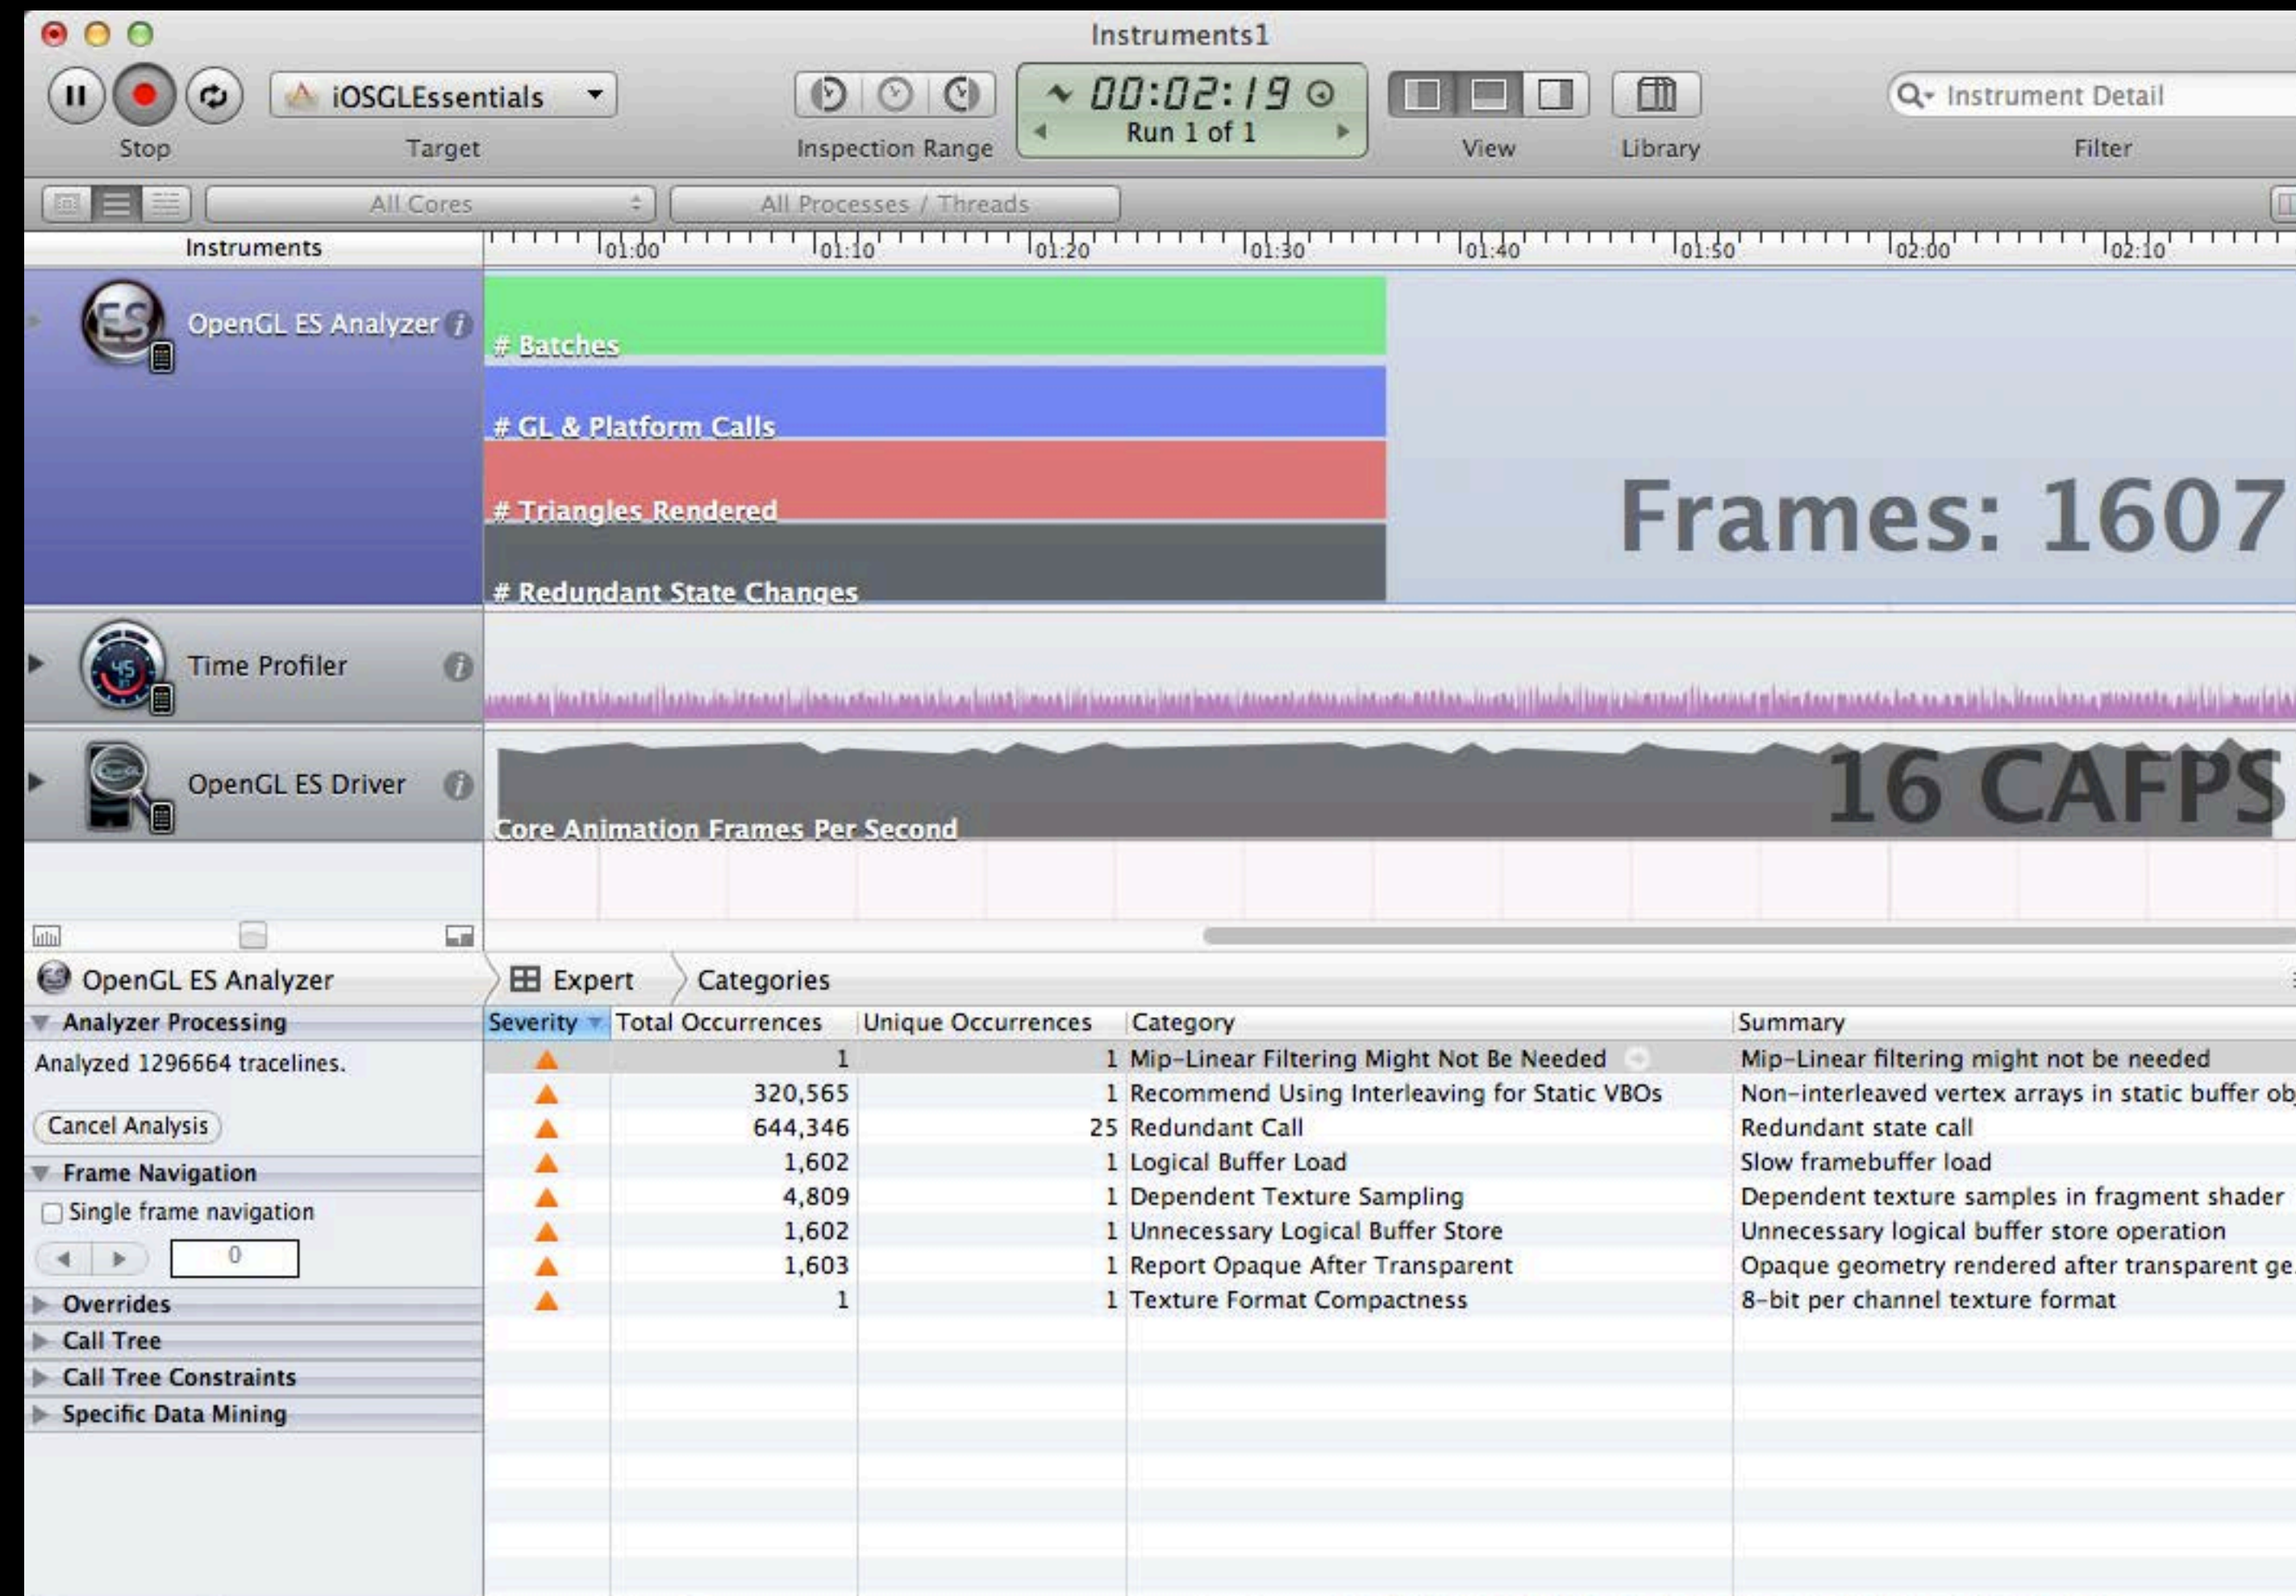 Instruments1
iOSGLEssentials
00:02:19
Run 1 of 1
Instrument Detail
Stop
Target
Inspection Range
View
Library
Filter
All Cores
All Processes / Threads
Instruments
01:00 01:10 01:20 01:30 01:40 01:50 02:00 02:10
ES
OpenGL ES Analyzer
# Batches
# GL & Platform Calls
# Triangles Rendered
# Redundant State Changes
Frames: 1607
45
Time Profiler
OpenGL ES Driver
Core Animation Frames Per Second
16 CAFPS
OpenGL ES Analyzer
Expert
Categories
Analyzer Processing
Analyzed 1296664 tracelines.
Cancel Analysis
Frame Navigation
Single frame navigation
0
Overrides
Call Tree
Call Tree Constraints
Specific Data Mining
Severity Total Occurrences Unique Occurrences Category Summary
1 1 Mip-Linear Filtering Might Not Be Needed Mip-Linear filtering might not be needed
320,565 1 Recommend Using Interleaving for Static VBOs Non-interleaved vertex arrays in static buffer ob
644,346 25 Redundant Call Redundant state call
1,602 1 Logical Buffer Load Slow framebuffer load
4,809 1 Dependent Texture Sampling Dependent texture samples in fragment shader
1,602 1 Unnecessary Logical Buffer Store Unnecessary logical buffer store operation
1,603 1 Report Opaque After Transparent Opaque geometry rendered after transparent ge
1 1 Texture Format Compactness 8-bit per channel texture format